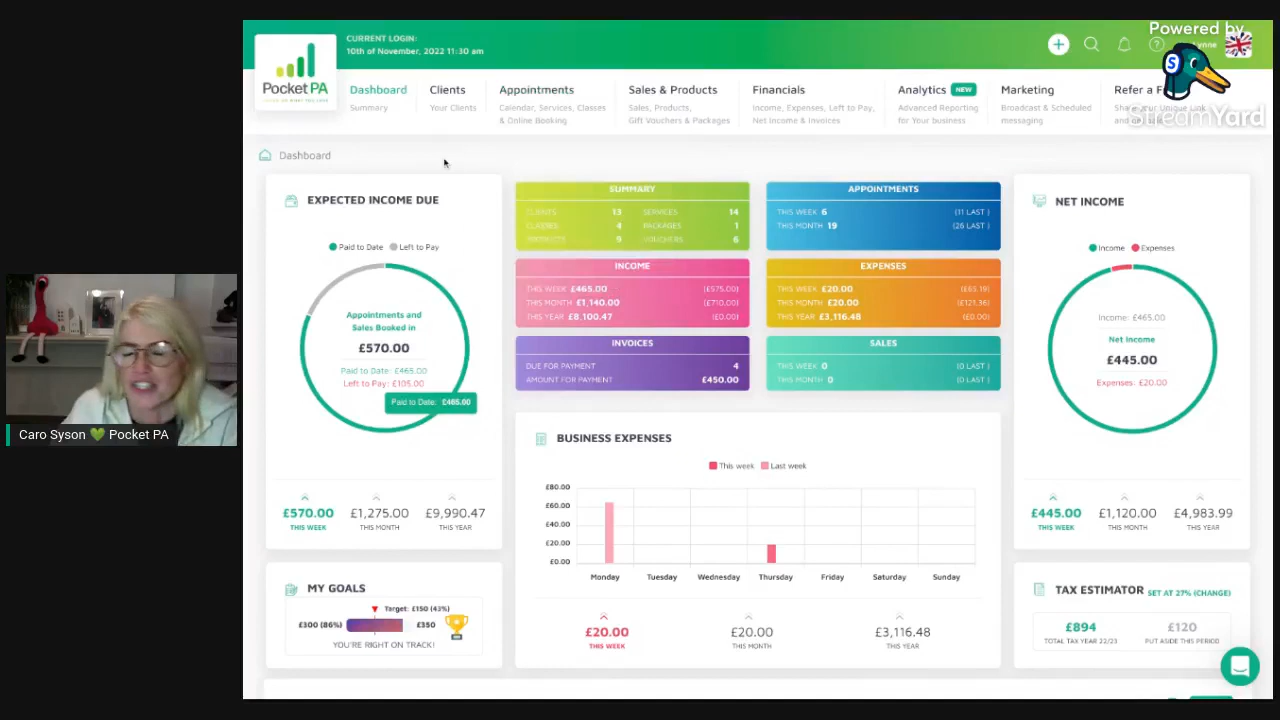 Powered by
StreamYard
CURRENT LOGIN:
10th of November, 2022 11:30 am
Pocket PA
Dashboard
Summary
Clients
Your Clients
Appointments
Calendar, Services, Classes
& Online Booking
Sales & Products
Sales, Products,
Gift Vouchers & Packages
Financials
Income, Expenses, Left to Pay,
Net Income & Invoices
Analytics NEW
Advanced Reporting
for Your business
Marketing
Broadcast & Scheduled
messaging
Refer a
Unique Link
Dashboard
EXPECTED INCOME DUE
Paid to Date Left to Pay
Appointments and
Sales Booked in
£570.00
Paid to Date: £465.00
Left to Pay: £105.00
Paid to Date: £465.00
£570.00 £1,275.00 £9,990.47
THIS WEEK THIS MONTH THIS YEAR
MY GOALS
Target: £150 (43%)
£300 (86%) £350
YOU'RE RIGHT ON TRACK!
SUMMARY
CLIENTS 13 SERVICES 14
CLASSES 4 PACKAGES 1
PRODUCTS 9 VOUCHERS 6
APPOINTMENTS
THIS WEEK 6 (11 LAST )
THIS MONTH 19 (26 LAST )
INCOME
THIS WEEK £465.00 (£575.00)
THIS MONTH £1,140.00 (£710.00)
THIS YEAR £8,100.47 (£0.00)
EXPENSES
THIS WEEK £20.00 (£65.19)
THIS MONTH £20.00 (£121.36)
THIS YEAR £3,116.48 (£0.00)
INVOICES
DUE FOR PAYMENT 4
AMOUNT FOR PAYMENT £450.00
SALES
THIS WEEK 0 (0 LAST )
THIS MONTH 0 (0 LAST )
BUSINESS EXPENSES
This week Last week
£80.00
£60.00
£40.00
£20.00
£0.00
Monday Tuesday Wednesday Thursday Friday Saturday Sunday
£20.00 £20.00 £3,116.48
THIS WEEK THIS MONTH THIS YEAR
NET INCOME
Income Expenses
Income: £465.00
Net Income
£445.00
Expenses: £20.00
£445.00 £1,120.00 £4,983.99
THIS WEEK THIS MONTH THIS YEAR
TAX ESTIMATOR SET AT 27% (CHANGE)
£894 £120
TOTAL TAX YEAR 22/23 PUT ASIDE THIS PERIOD
Caro Syson 💚 Pocket PA